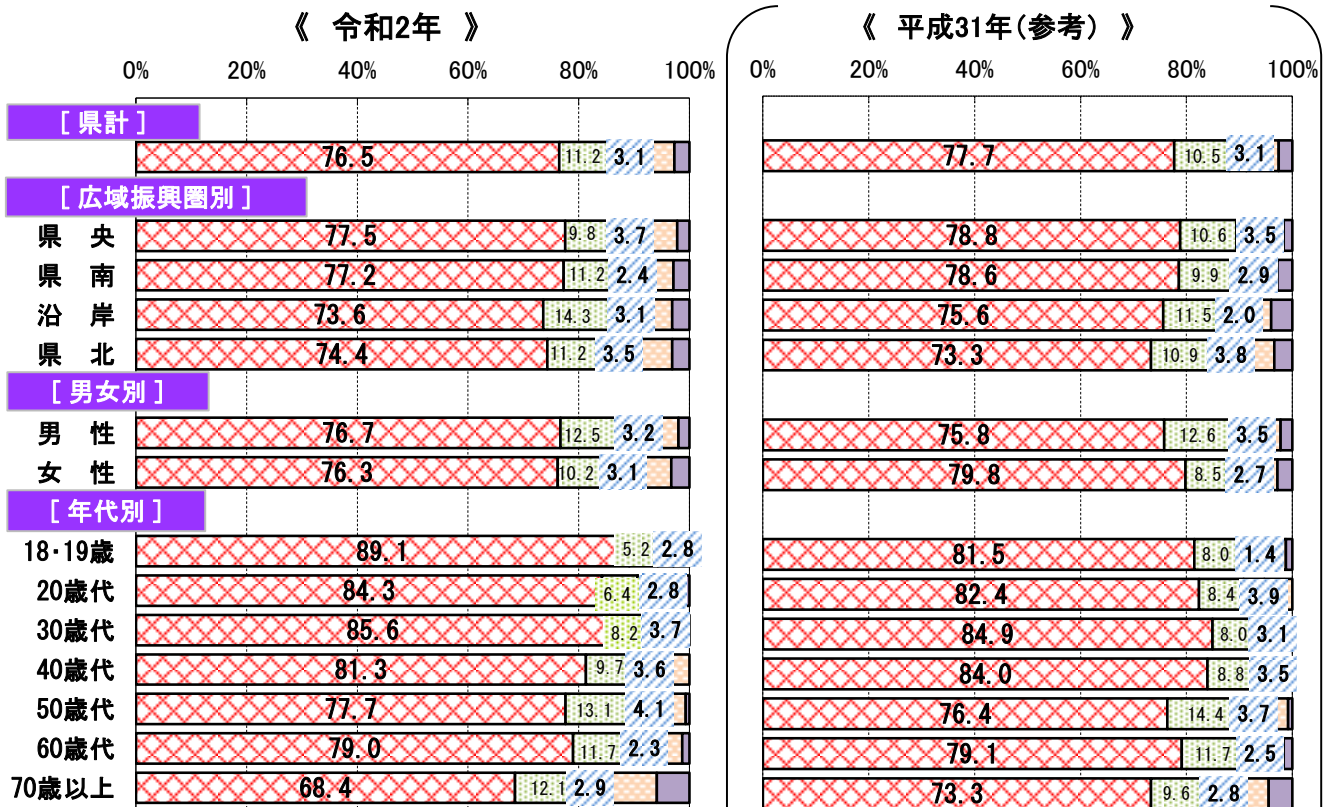 《 令和2年 》 《 平成31年(参考) 》
0% 20% 40% 60% 80% 100% 0% 20% 40% 60% 80% 100%
[ 県計 ]
76.5 11.2 3.1 77.7 10.5 3.1
[ 広域振興圏別 ]
県 央 77.5 9.8 3.7 78.8 10.6 3.5
県 南 77.2 11.2 2.4 78.6 9.9 2.9
沿 岸 73.6 14.3 3.1 75.6 11.5 2.0
県 北 74.4 11.2 3.5 73.3 10.9 3.8
[ 男女別 ]
男 性 76.7 12.5 3.2 75.8 12.6 3.5
女 性 76.3 10.2 3.1 79.8 8.5 2.7
[ 年代別 ]
18・19歳 89.1 5.2 2.8 81.5 8.0 1.4
20歳代 84.3 6.4 2.8 82.4 8.4 3.9
30歳代 85.6 8.2 3.7 84.9 8.0 3.1
40歳代 81.3 9.7 3.6 84.0 8.8 3.5
50歳代 77.7 13.1 4.1 76.4 14.4 3.7
60歳代 79.0 11.7 2.3 79.1 11.7 2.5
70歳以上 68.4 12.1 2.9 73.3 9.6 2.8